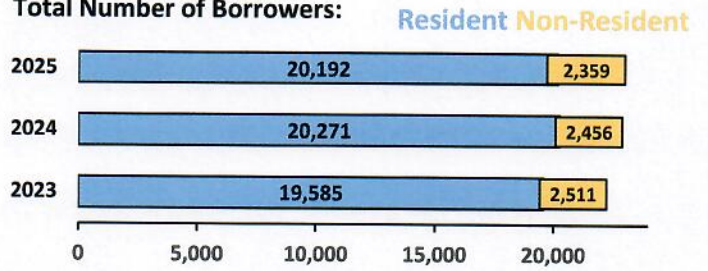 Total Number of Borrowers:
Resident Non-Resident
2025 20,192 2,359
2024 20,271 2,456
2023 19,585 2,511
0 5,000 10,000 15,000 20,000